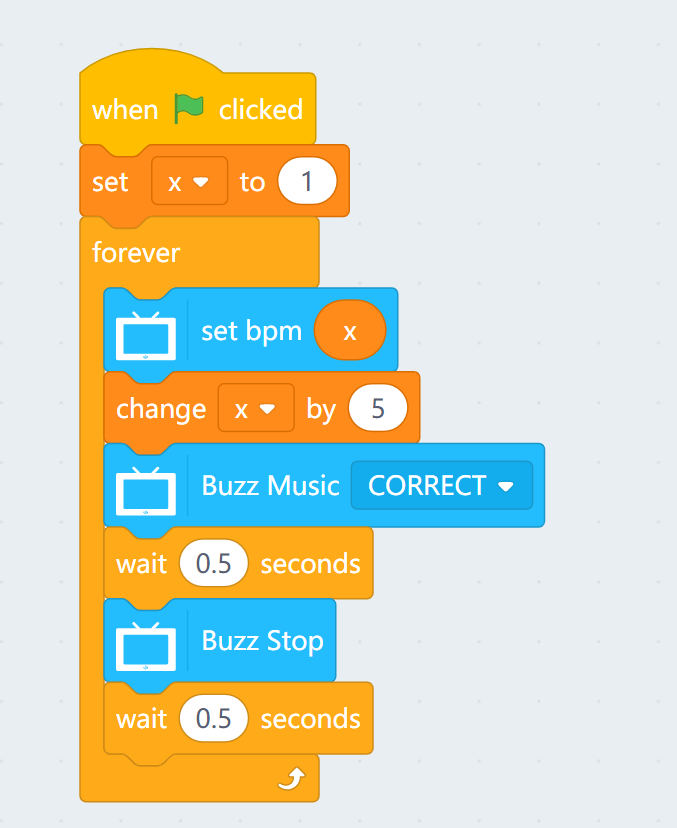 when clicked
set x to 1
forever
set bpm x
change x by 5
Buzz Music CORRECT
wait 0.5 seconds
Buzz Stop
wait 0.5 seconds